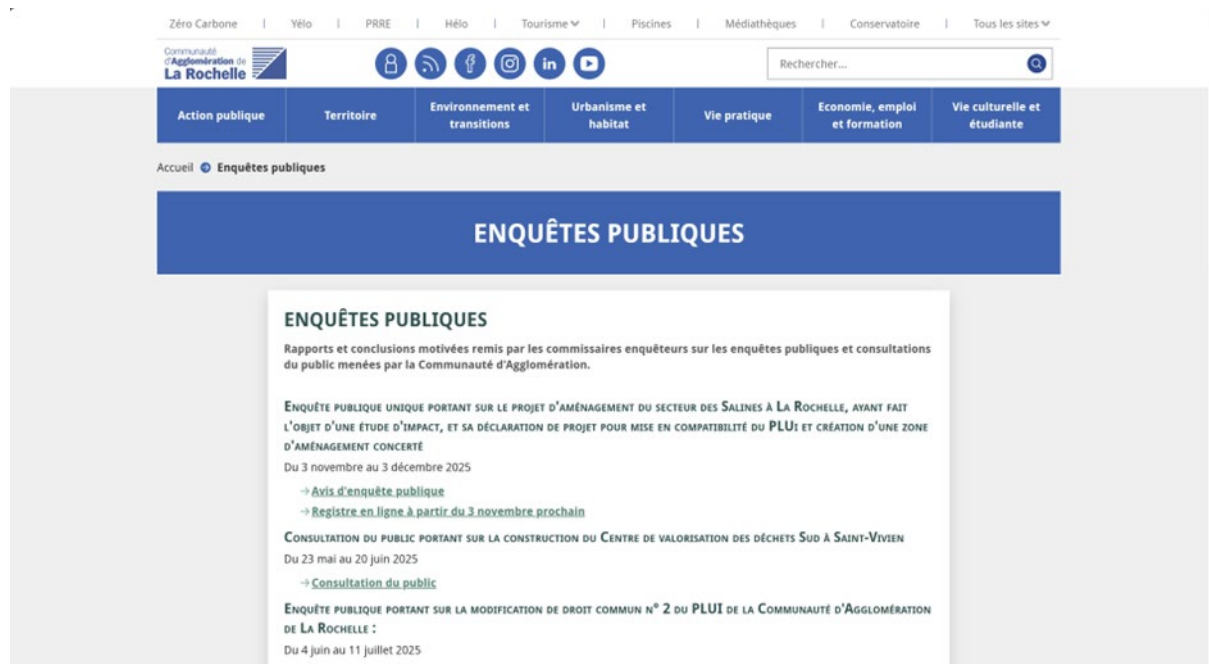 Zéro Carbone | Yélo | PRRE | Hélo | Tourisme | Piscines | Médiathèques | Conservatoire | Tous les sites
Communauté
d'Agglomération de
La Rochelle
in
Rechercher...
Action publique
Territoire
Environnement et
transitions
Urbanisme et
habitat
Vie pratique
Economie, emploi
et formation
Vie culturelle et
étudiante
Accueil Enquêtes publiques
ENQUÊTES PUBLIQUES
ENQUÊTES PUBLIQUES
Rapports et conclusions motivées remis par les commissaires enquêteurs sur les enquêtes publiques et consultations
du public menées par la Communauté d'Agglomération.
Enquête publique unique portant sur le projet d'aménagement du secteur des Salines à La Rochelle, ayant fait
l'objet d'une étude d'impact, et sa déclaration de projet pour mise en compatibilité du PLUi et création d'une zone
d'aménagement concerté
Du 3 novembre au 3 décembre 2025
→ Avis d'enquête publique
→ Registre en ligne à partir du 3 novembre prochain
Consultation du public portant sur la construction du Centre de valorisation des déchets Sud à Saint-Vivien
Du 23 mai au 20 juin 2025
→ Consultation du public
Enquête publique portant sur la modification de droit commun n° 2 du PLUI de la Communauté d'Agglomération
de La Rochelle :
Du 4 juin au 11 juillet 2025